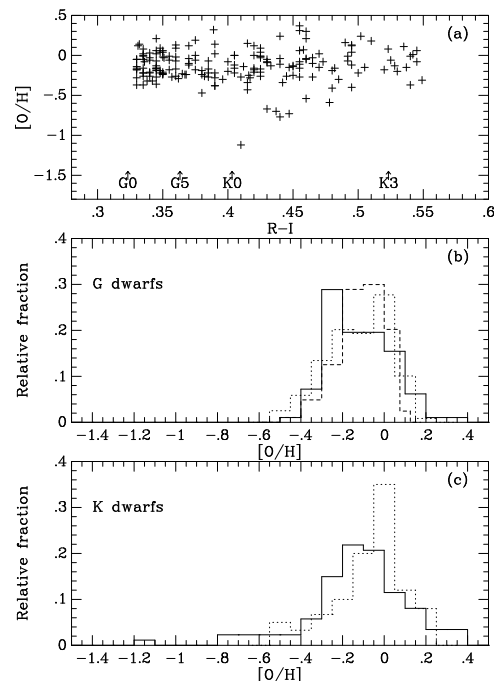 (a)
0
-.5
-1
-1.5
[O/H]
G0 G5 K0 K3
.3 .35 .4 .45 .5 .55 .6
R-I
(b)
G dwarfs
.4
.3
.2
.1
0
Relative fraction
-1.4 -1.2 -1 -.8 -.6 -.4 -.2 0 .2 .4
[O/H]
(c)
K dwarfs
.4
.3
.2
.1
0
Relative fraction
-1.4 -1.2 -1 -.8 -.6 -.4 -.2 0 .2 .4
[O/H]